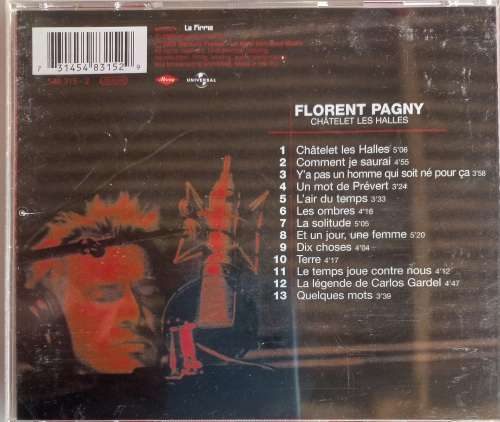 La Firme
7 31454 83152 9
Mercury
UNIVERSAL
FLORENT PAGNY
CHÂTELET LES HALLES
1 Châtelet les Halles 5'06
2 Comment je saurai 4'55
3 Y'a pas un homme qui soit né pour ça 3'58
4 Un mot de Prévert 3'24
5 L'air du temps 3'33
6 Les ombres 4'16
7 La solitude 5'05
8 Et un jour, une femme 5'20
9 Dix choses 4'04
10 Terre 4'17
11 Le temps joue contre nous 4'12
12 La légende de Carlos Gardel 4'47
13 Quelques mots 3'39